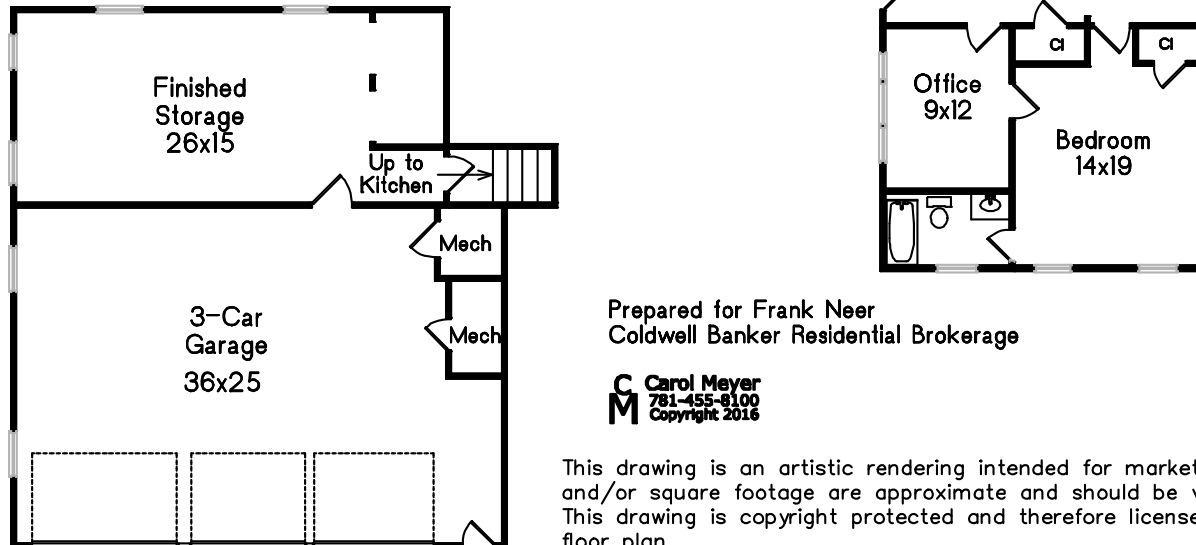 Finished
Storage
26x15
Up to
Kitchen
Mech
Mech
3-Car
Garage
36x25
Cl
Cl
Office
9x12
Bedroom
14x19
Prepared for Frank Neer
Coldwell Banker Residential Brokerage
CM Carol Meyer
781-455-8100
Copyright 2016
This drawing is an artistic rendering intended for market
and/or square footage are approximate and should be v
This drawing is copyright protected and therefore license
floor plan